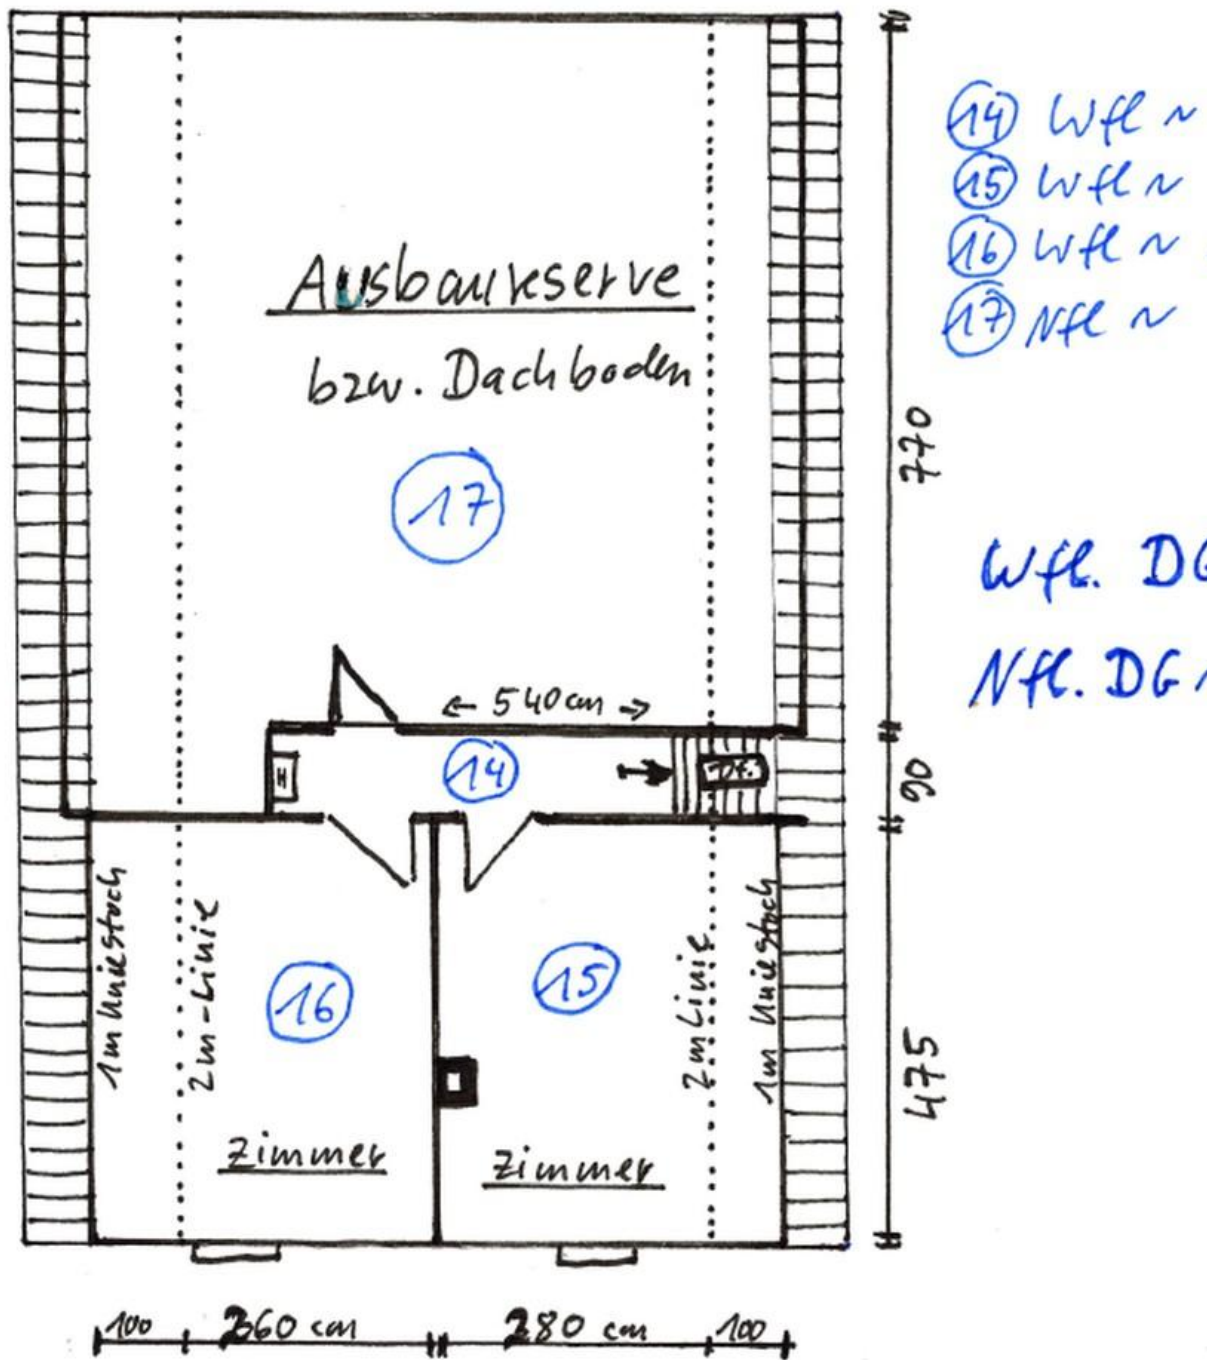 14 Wfl ~
15 Wfl ~
16 Wfl ~
17 Nfl ~
Ausbaureserve
bzw. Dachboden
17
770
Wfl. DG
Nfl. DG ~
← 540 cm →
14
H
Df.
90
1m Kniestock
2m-Linie
16
15
2m Linie
1m Kniestock
475
Zimmer
Zimmer
100
260 cm
280 cm
100